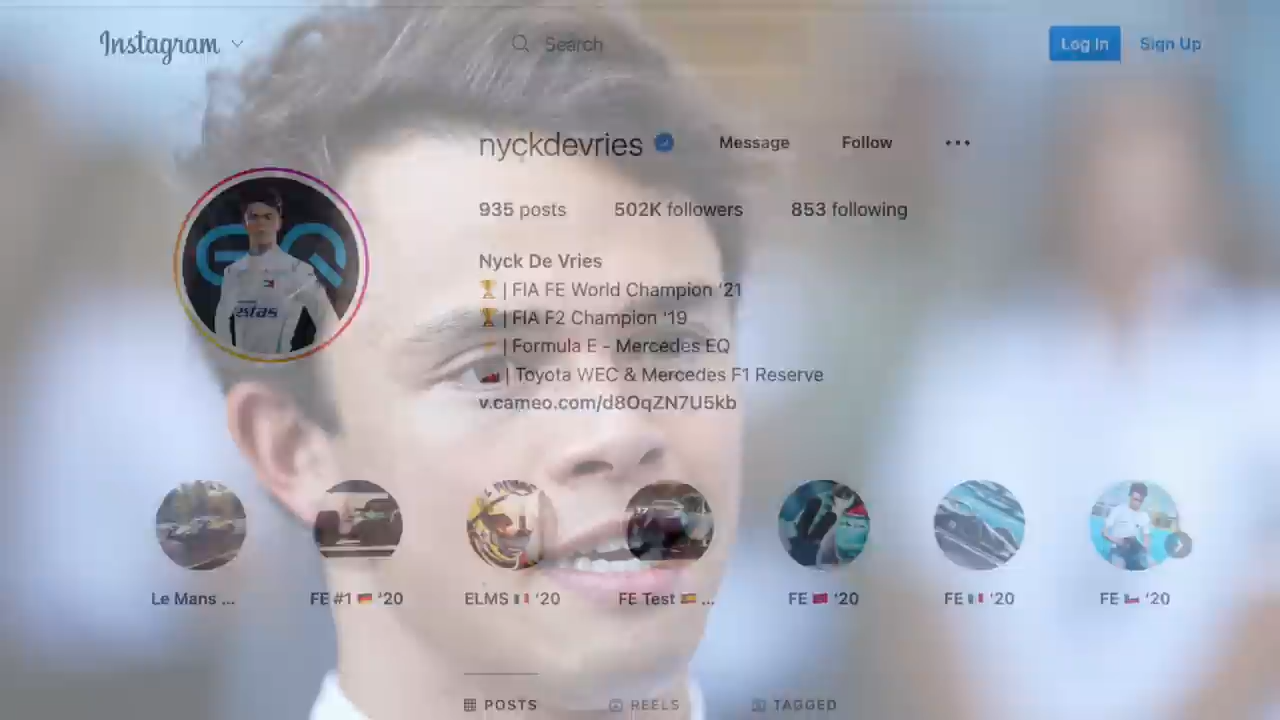 Instagram
Search
Log In
Sign Up
nyckdevries
Message
Follow
935 posts
502K followers
853 following
Nyck De Vries
| FIA FE World Champion '21
| FIA F2 Champion '19
| Formula E - Mercedes EQ
| Toyota WEC & Mercedes F1 Reserve
v.cameo.com/d8OqZN7U5kb
EQ
Le Mans ...
FE #1 🇩🇪 '20
ELMS '20
FE Test 🇪🇸 ...
FE 🇲🇦 '20
FE '20
FE 🇨🇱 '20
POSTS
REELS
TAGGED